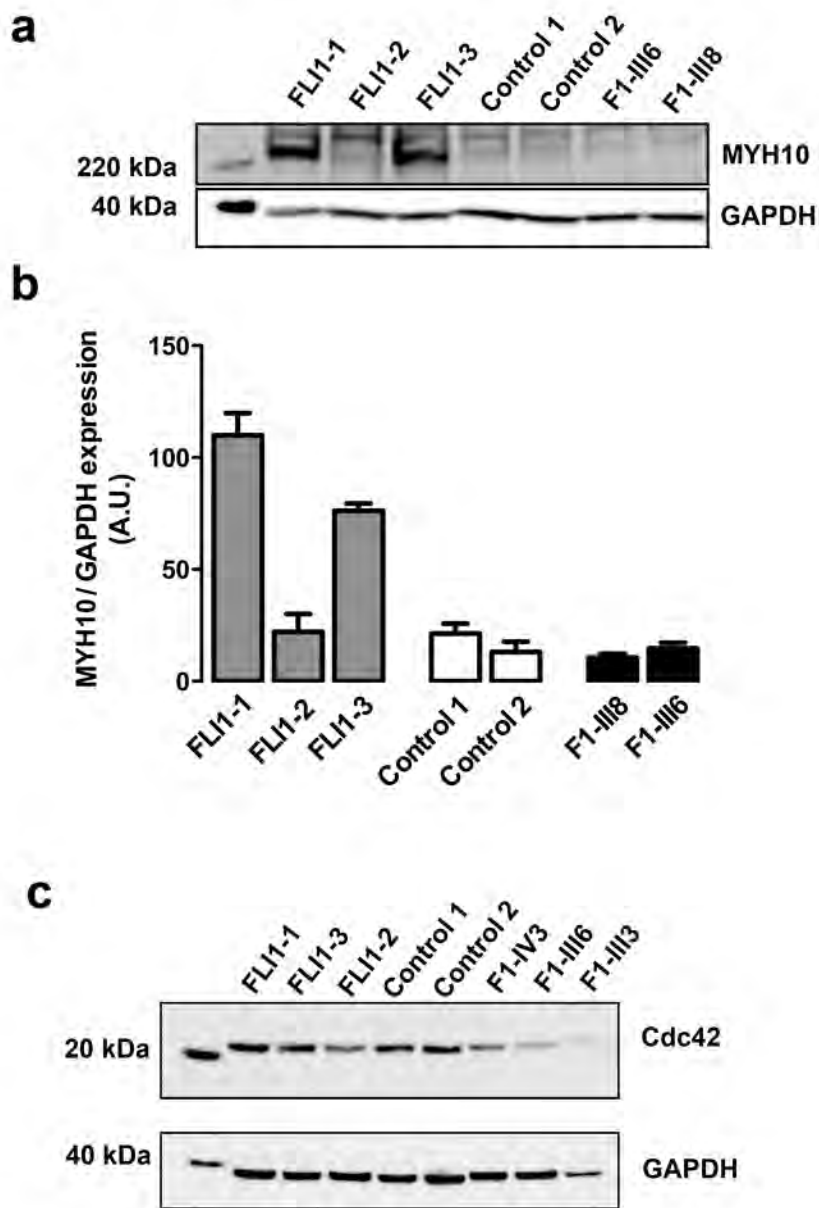 a
FLI1-1 FLI1-2 FLI1-3 Control 1 Control 2 F1-III6 F1-III8
220 kDa MYH10
40 kDa GAPDH
b
MYH10 / GAPDH expression
(A.U.)
150
100
50
0
FLI1-1 FLI1-2 FLI1-3 Control 1 Control 2 F1-III8 F1-III6
c
FLI1-1 FLI1-3 FLI1-2 Control 1 Control 2 F1-IV3 F1-III6 F1-III3
20 kDa Cdc42
40 kDa GAPDH